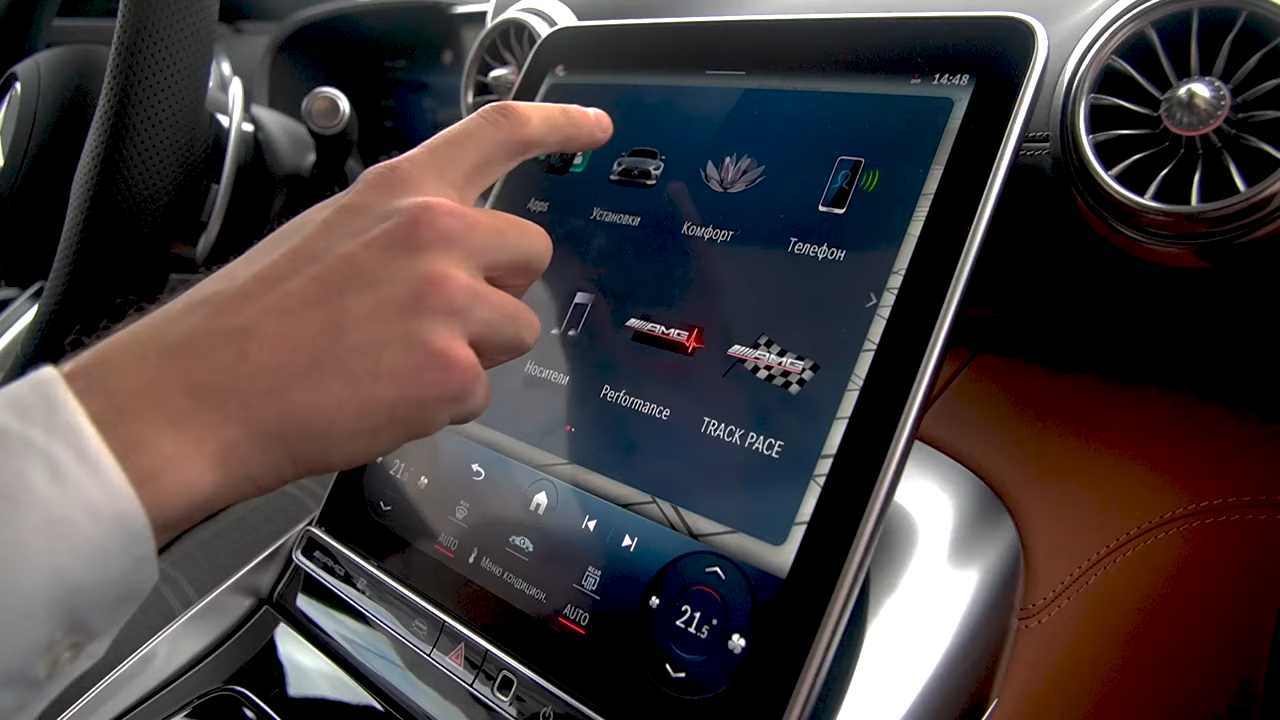 14:48
Apps
Установки
Комфорт
Телефон
Носители
AMG
Performance
AMG
TRACK PACE
21.
AUTO
Меню кондицион.
REAR
AUTO
21.5°